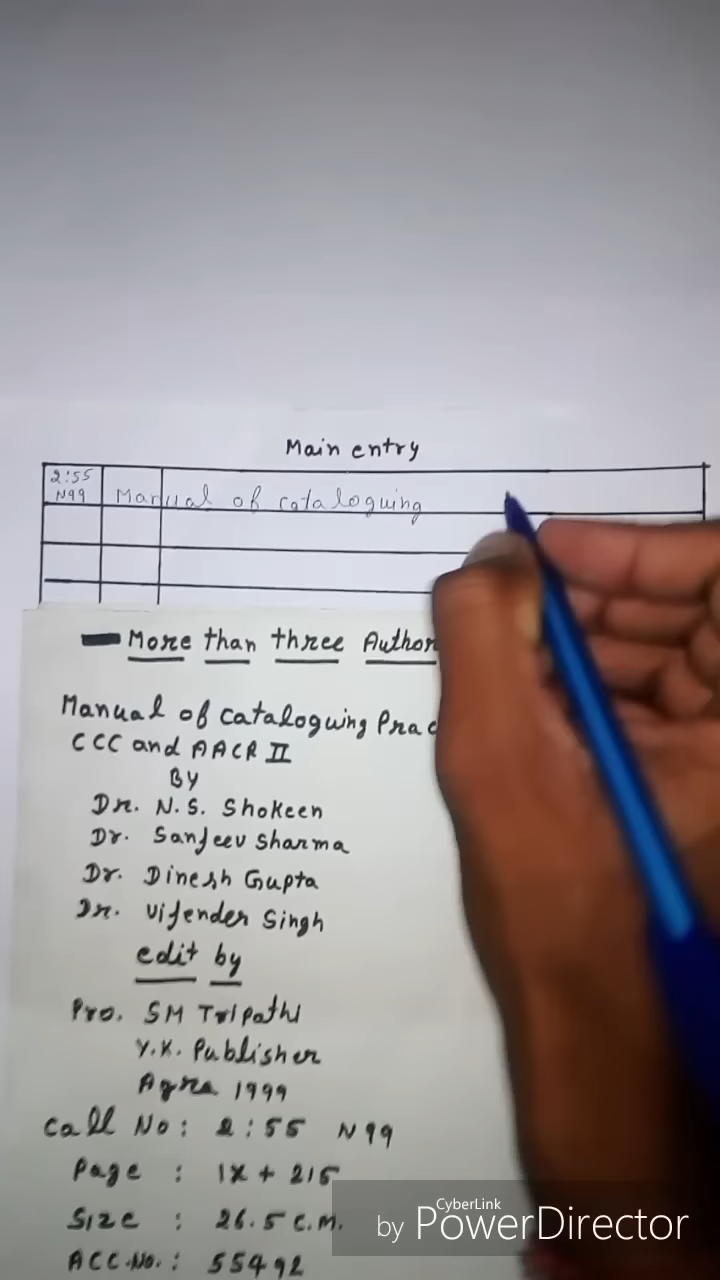 Main entry
2:55
N99 Manual of cataloguing
More than three Author
Manual of Cataloguing Prac
CCC and AACR II
By
Dr. N.S. Shokeen
Dr. Sanjeev Sharma
Dr. Dinesh Gupta
Dr. Vijender Singh
edit by
Pro. SM Tripathi
Y.K. Publisher
Agra 1999
Call No: 2:55 N99
Page : IX + 215
Size : 26.5 C.M.
ACC.No.: 55492
CyberLink
by PowerDirector